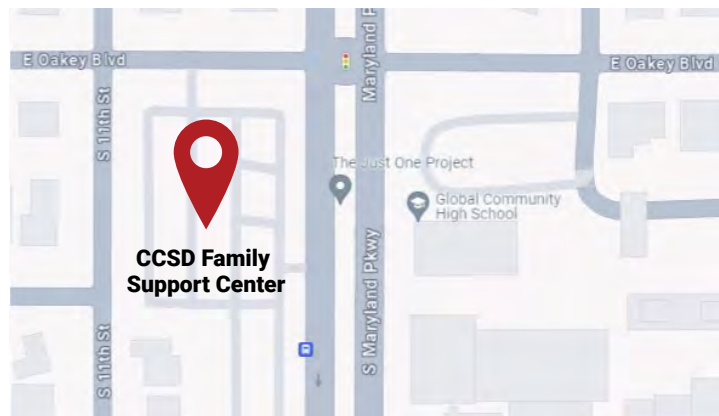 E Oakey Blvd
Maryland P
E Oakey Blvd
S 11th St
The Just One Project
Global Community
High School
CCSD Family
Support Center
S Maryland Pkwy
S 11th St